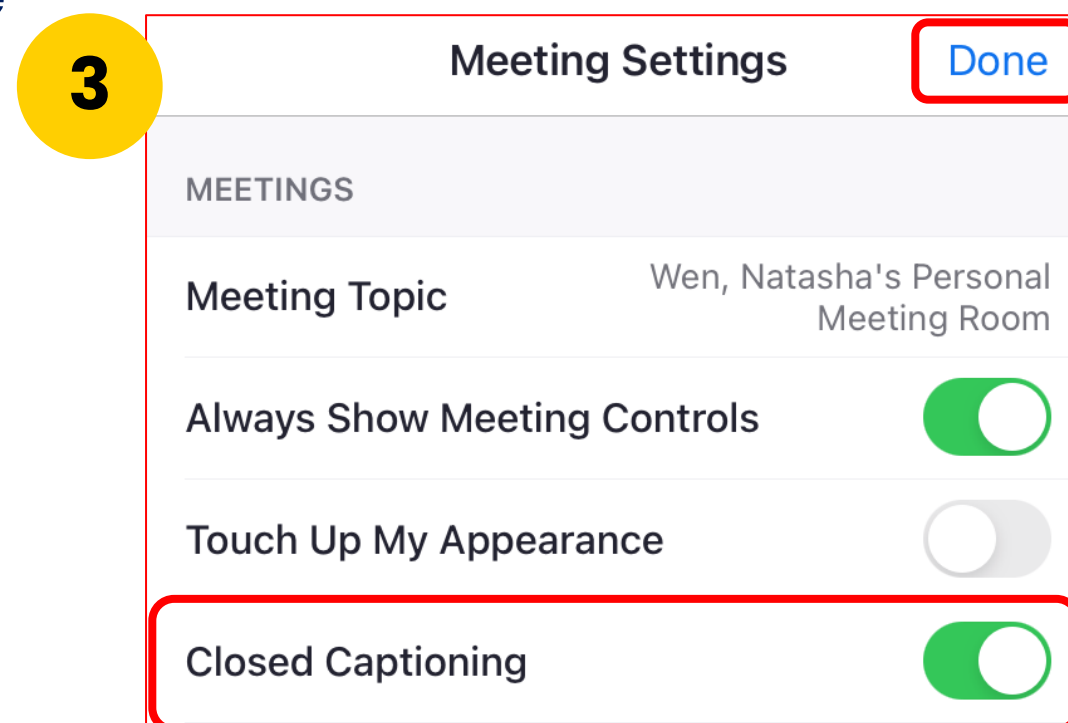 3
Meeting Settings
Done
MEETINGS
Meeting Topic
Wen, Natasha's Personal
Meeting Room
Always Show Meeting Controls
Touch Up My Appearance
Closed Captioning